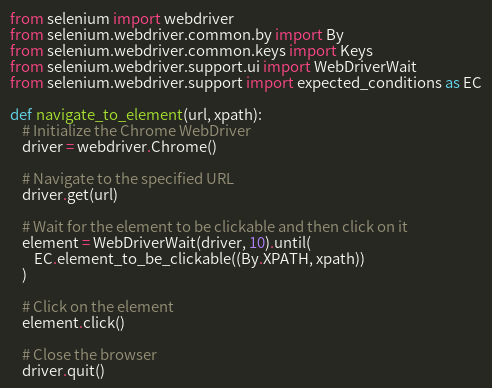 from selenium import webdriver
from selenium.webdriver.common.by import By
from selenium.webdriver.common.keys import Keys
from selenium.webdriver.support.ui import WebDriverWait
from selenium.webdriver.support import expected_conditions as EC

def navigate_to_element(url, xpath):
    # Initialize the Chrome WebDriver
    driver = webdriver.Chrome()

    # Navigate to the specified URL
    driver.get(url)

    # Wait for the element to be clickable and then click on it
    element = WebDriverWait(driver, 10).until(
        EC.element_to_be_clickable((By.XPATH, xpath))
    )

    # Click on the element
    element.click()

    # Close the browser
    driver.quit()